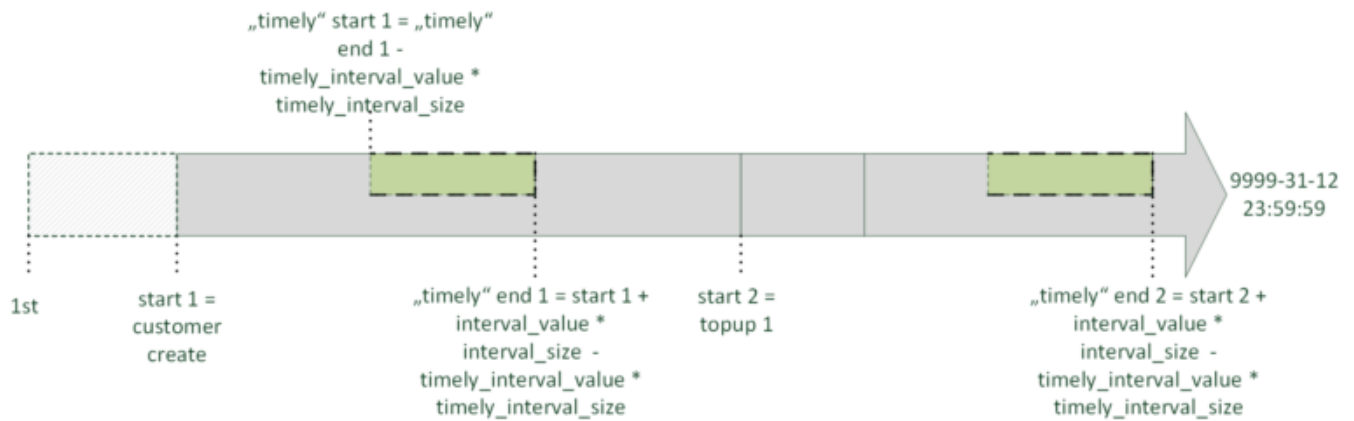 „timely“ start 1 = „timely“
end 1 -
timely_interval_value *
timely_interval_size
9999-31-12
23:59:59
1st
start 1 =
customer
create
„timely“ end 1 = start 1 +
interval_value *
interval_size -
timely_interval_value *
timely_interval_size
start 2 =
topup 1
„timely“ end 2 = start 2 +
interval_value *
interval_size -
timely_interval_value *
timely_interval_size